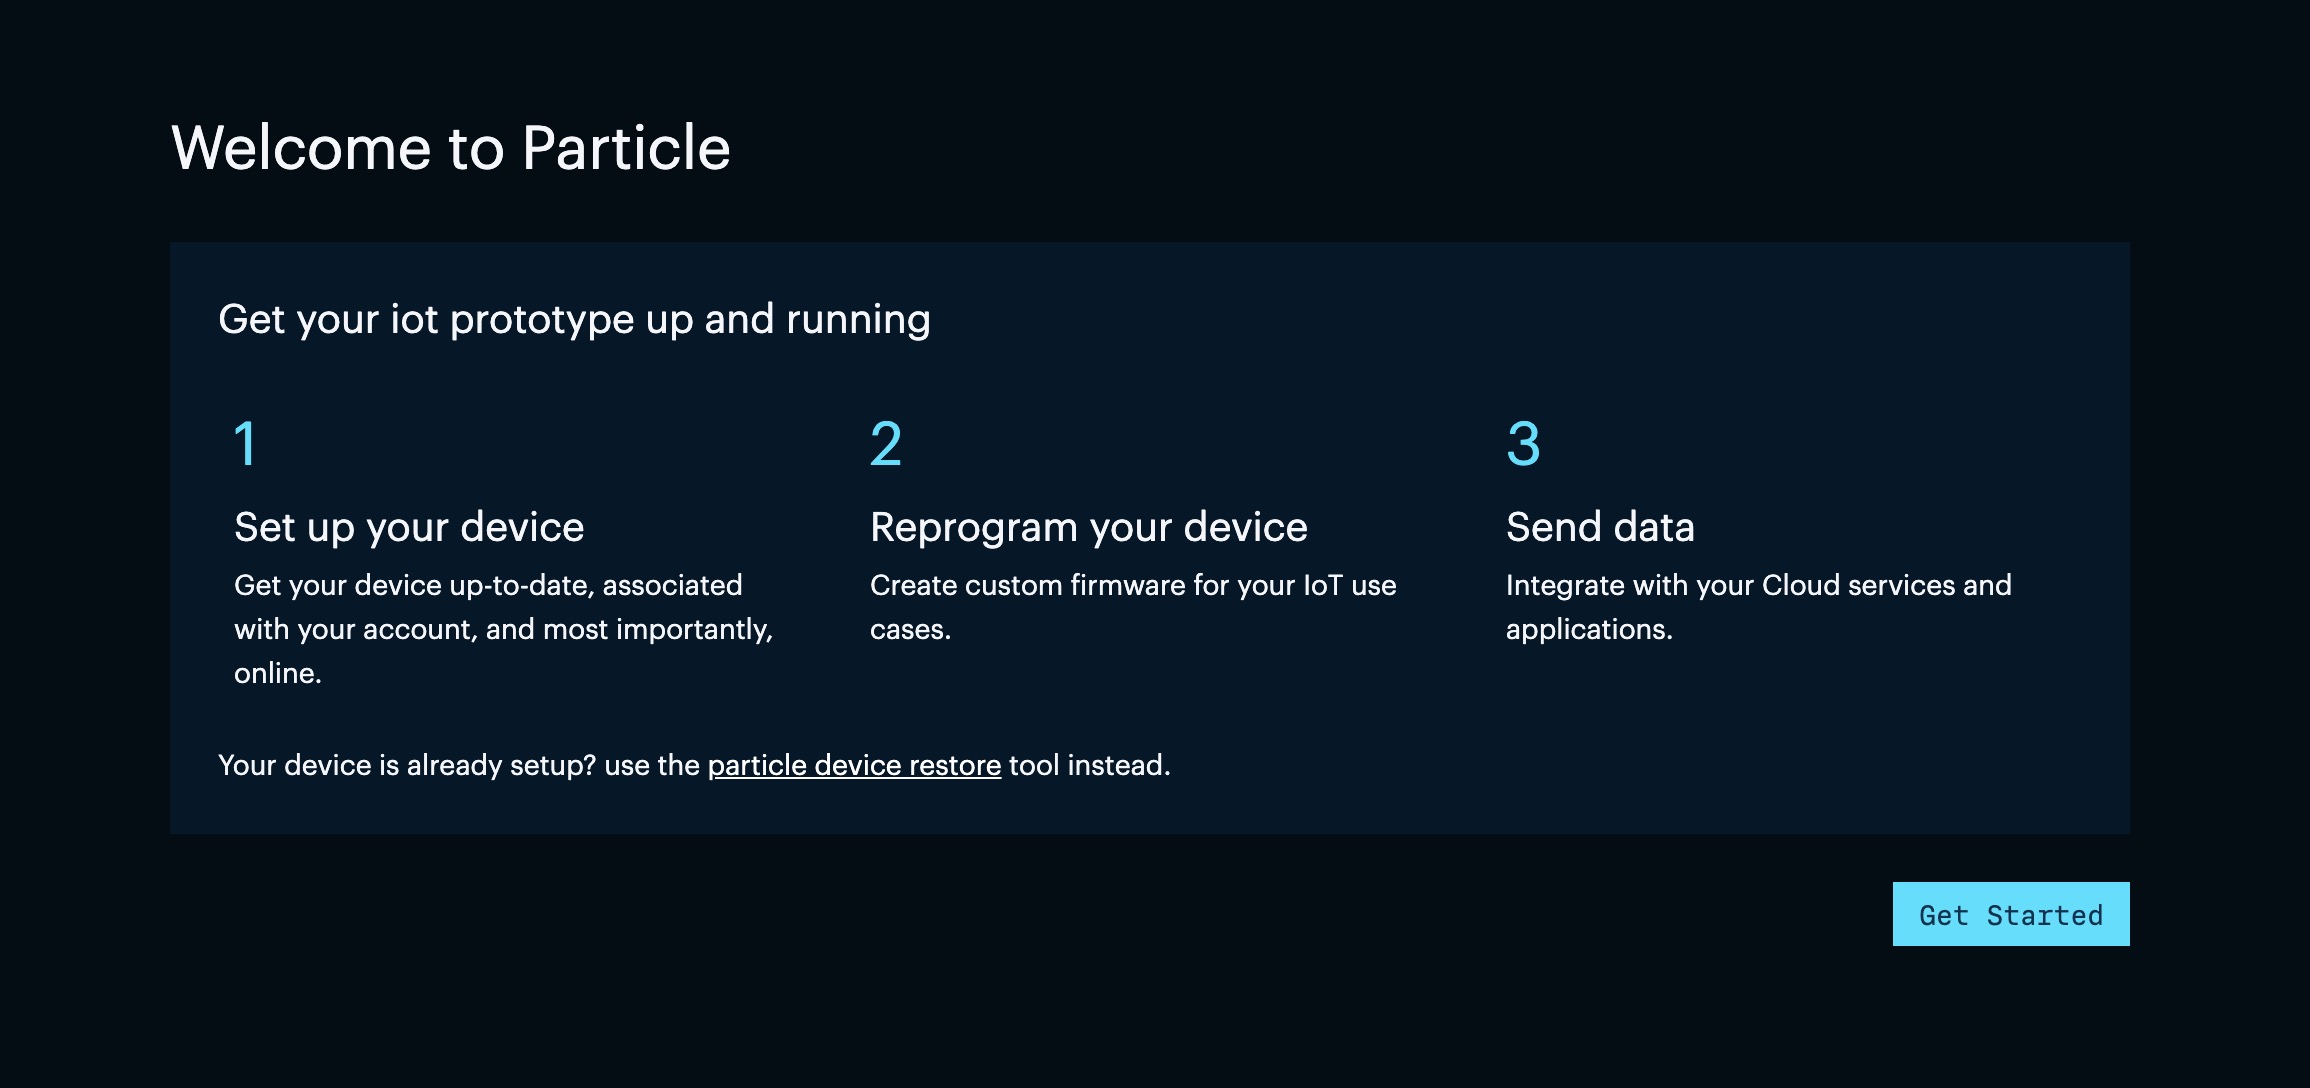 Welcome to Particle
Get your iot prototype up and running
1
Set up your device
Get your device up-to-date, associated
with your account, and most importantly,
online.
2
Reprogram your device
Create custom firmware for your IoT use
cases.
3
Send data
Integrate with your Cloud services and
applications.
Your device is already setup? use the particle device restore tool instead.
Get Started